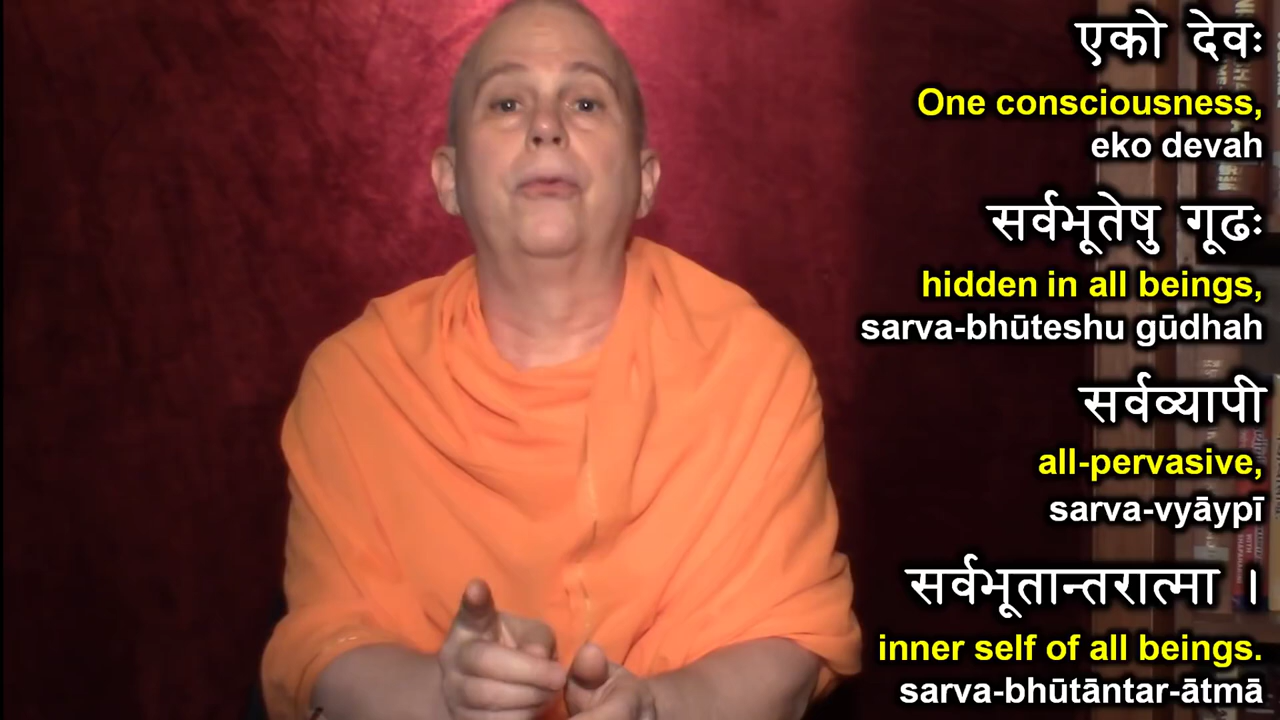 एको देवः
One consciousness,
eko devah
सर्वभूतेषु गूढः
hidden in all beings,
sarva-bhūteshu gūdhah
सर्वव्यापी
all-pervasive,
sarva-vyāypī
सर्वभूतान्तरात्मा ।
inner self of all beings.
sarva-bhūtāntar-ātmā